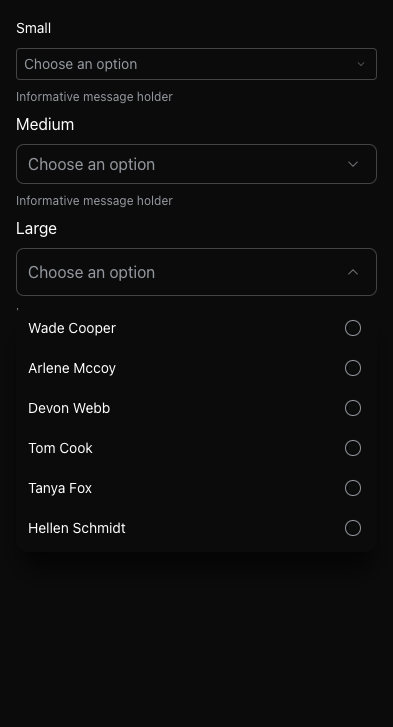 Small
Choose an option
Informative message holder
Medium
Choose an option
Informative message holder
Large
Choose an option
Wade Cooper
Arlene Mccoy
Devon Webb
Tom Cook
Tanya Fox
Hellen Schmidt